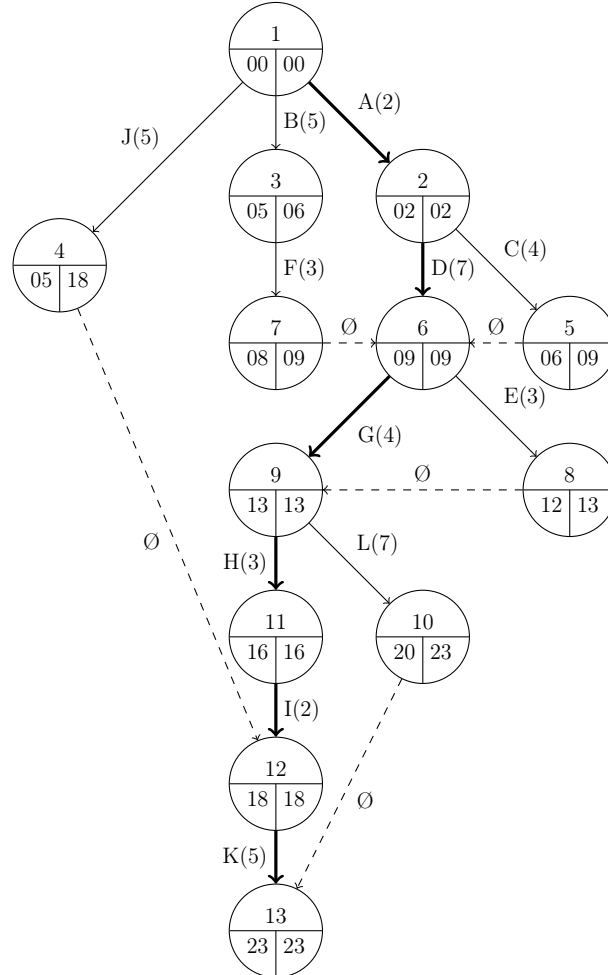 1
00 00
A(2)
B(5)
J(5)
3
05 06
2
02 02
4
05 18
F(3)
D(7)
C(4)
7
08 09
Ø
6
09 09
Ø
5
06 09
E(3)
G(4)
9
13 13
Ø
8
12 13
L(7)
Ø
H(3)
11
16 16
10
20 23
I(2)
12
18 18
Ø
K(5)
13
23 23